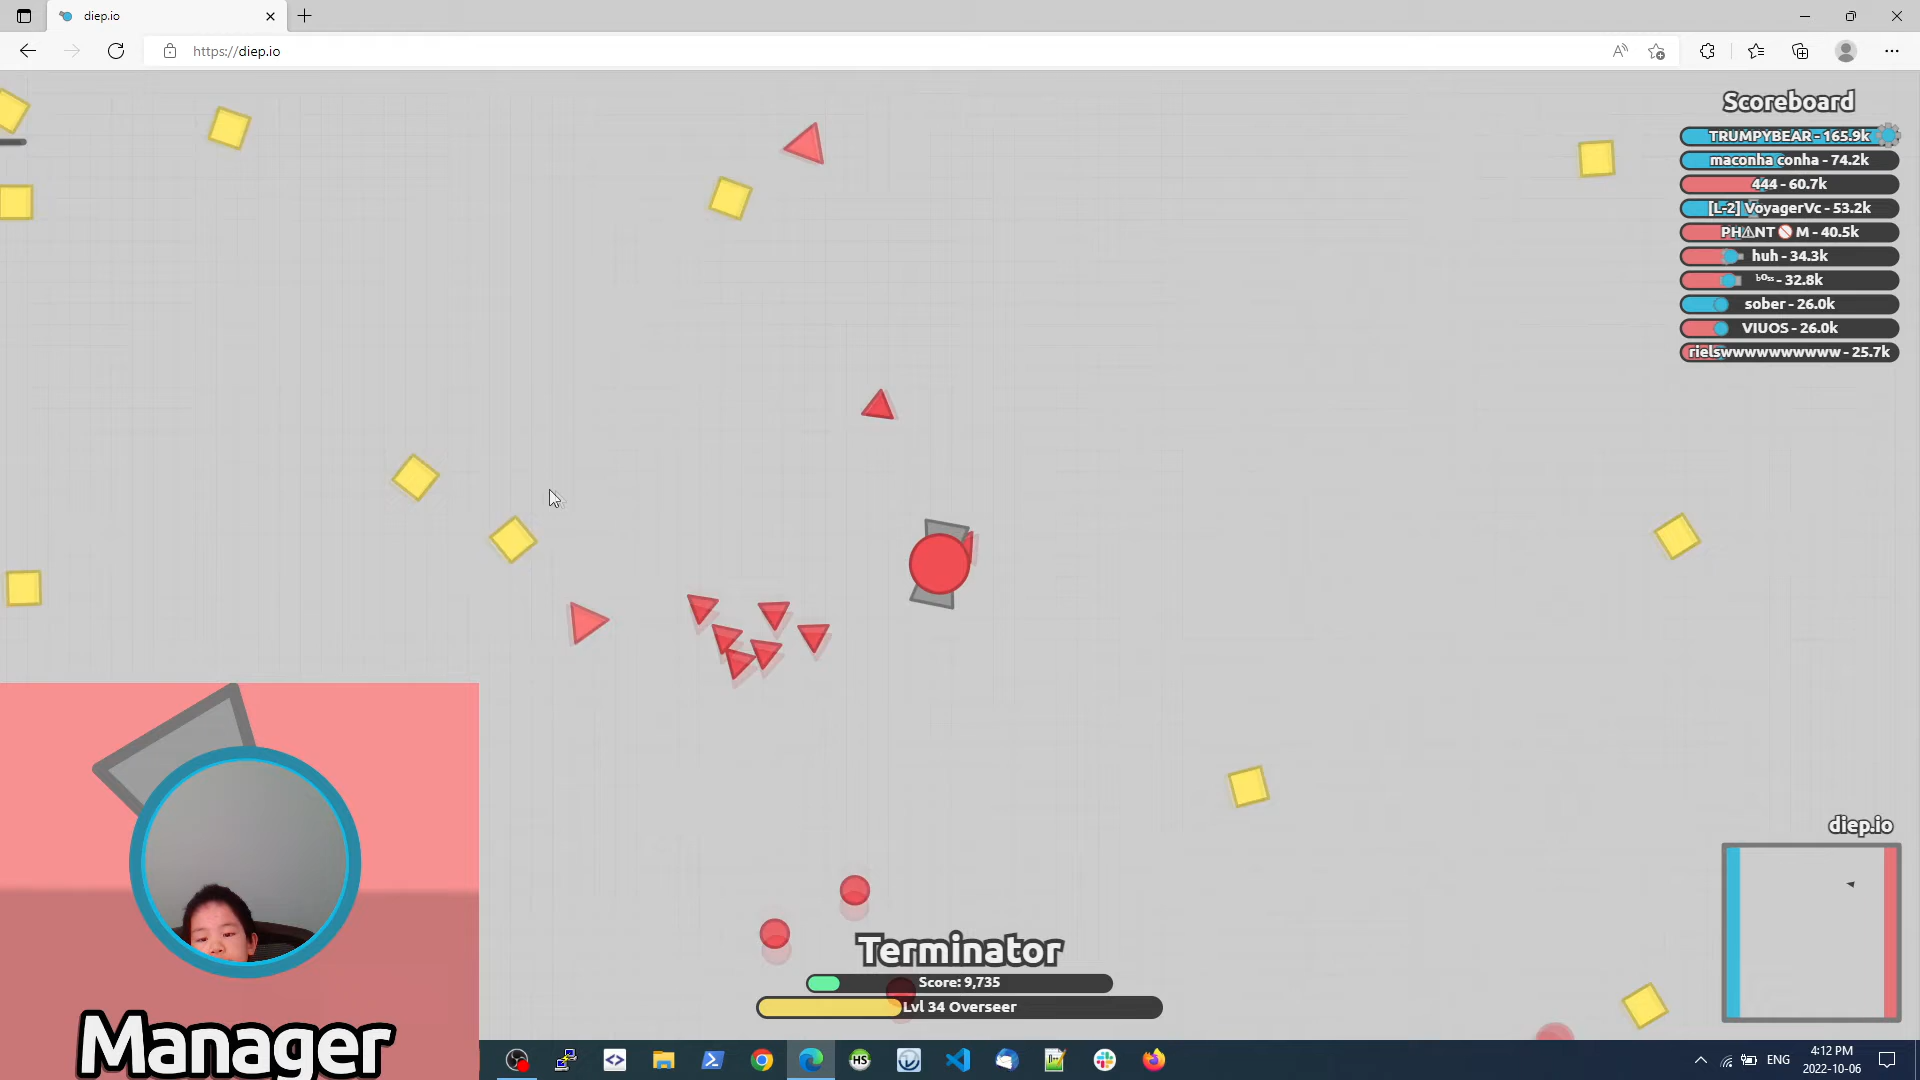 diep.io
https://diep.io
Scoreboard
TRUMPYBEAR - 165.9k
maconha conha - 74.2k
444 - 60.7k
[L-2] VoyagerVc - 53.2k
PH⚠NT🚫M - 40.5k
huh - 34.3k
ᵇᴼˢˢ - 32.8k
sober - 26.0k
VIUOS - 26.0k
rielswwwwwwwwww - 25.7k
diep.io
Terminator
Score: 9,735
Lvl 34 Overseer
Manager
HS
ENG
4:12 PM
2022-10-06